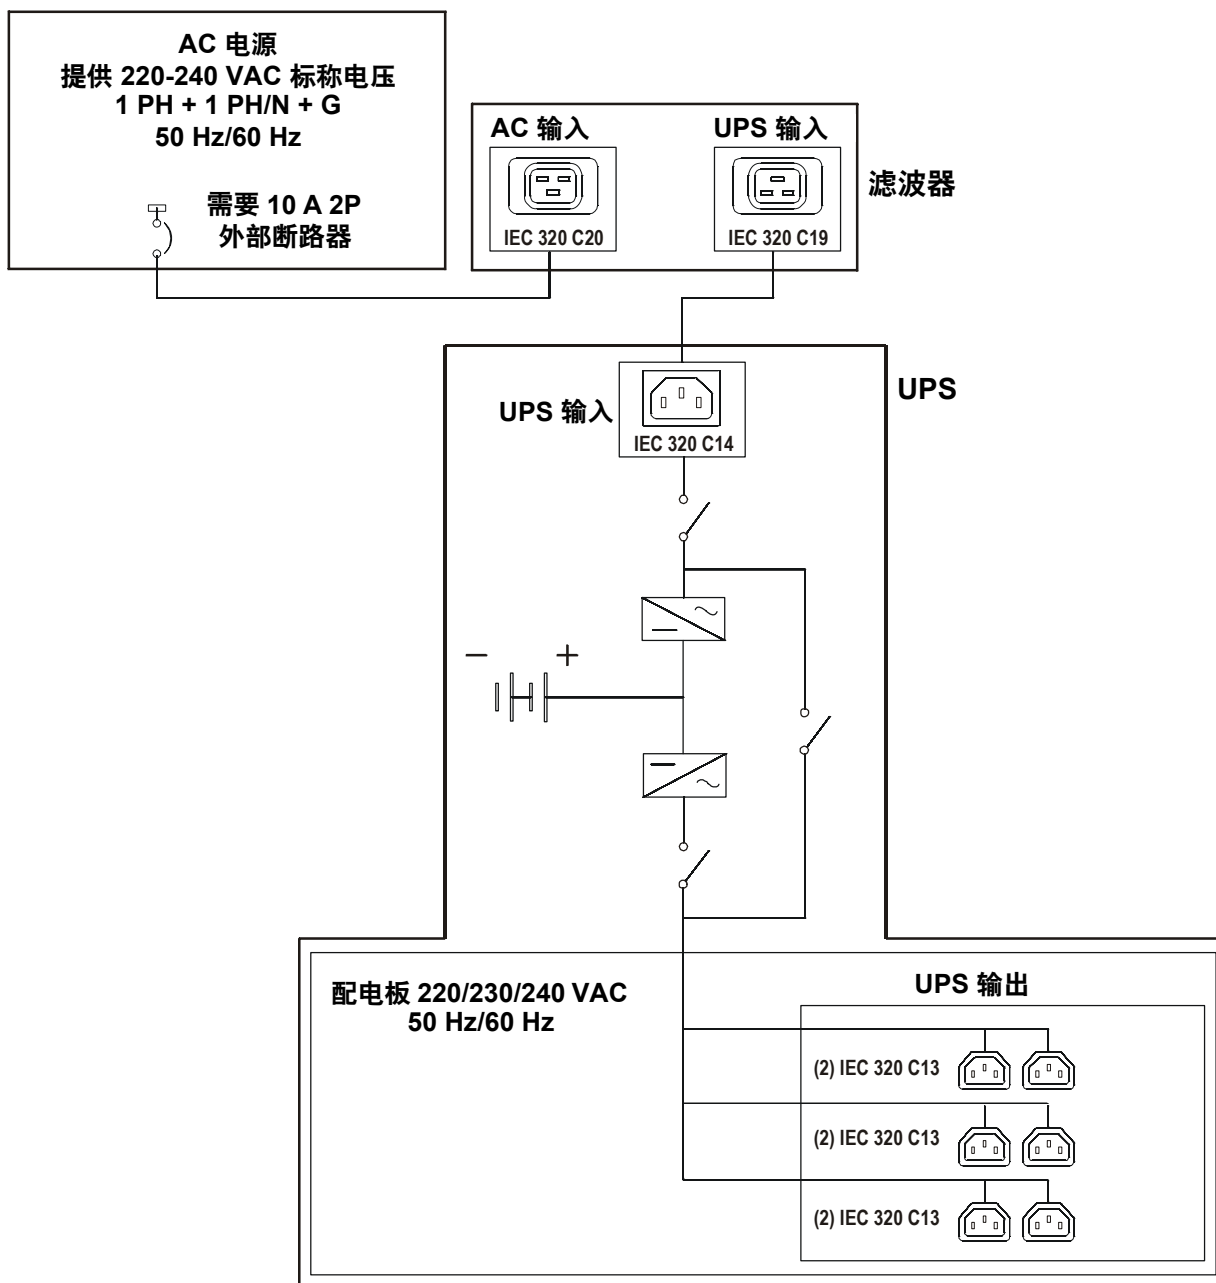 AC 电源
提供 220-240 VAC 标称电压
1 PH + 1 PH/N + G
50 Hz/60 Hz
需要 10 A 2P
外部断路器
AC 输入
UPS 输入
IEC 320 C20
IEC 320 C19
滤波器
UPS
UPS 输入
IEC 320 C14
- +
配电板 220/230/240 VAC
50 Hz/60 Hz
UPS 输出
(2) IEC 320 C13
(2) IEC 320 C13
(2) IEC 320 C13